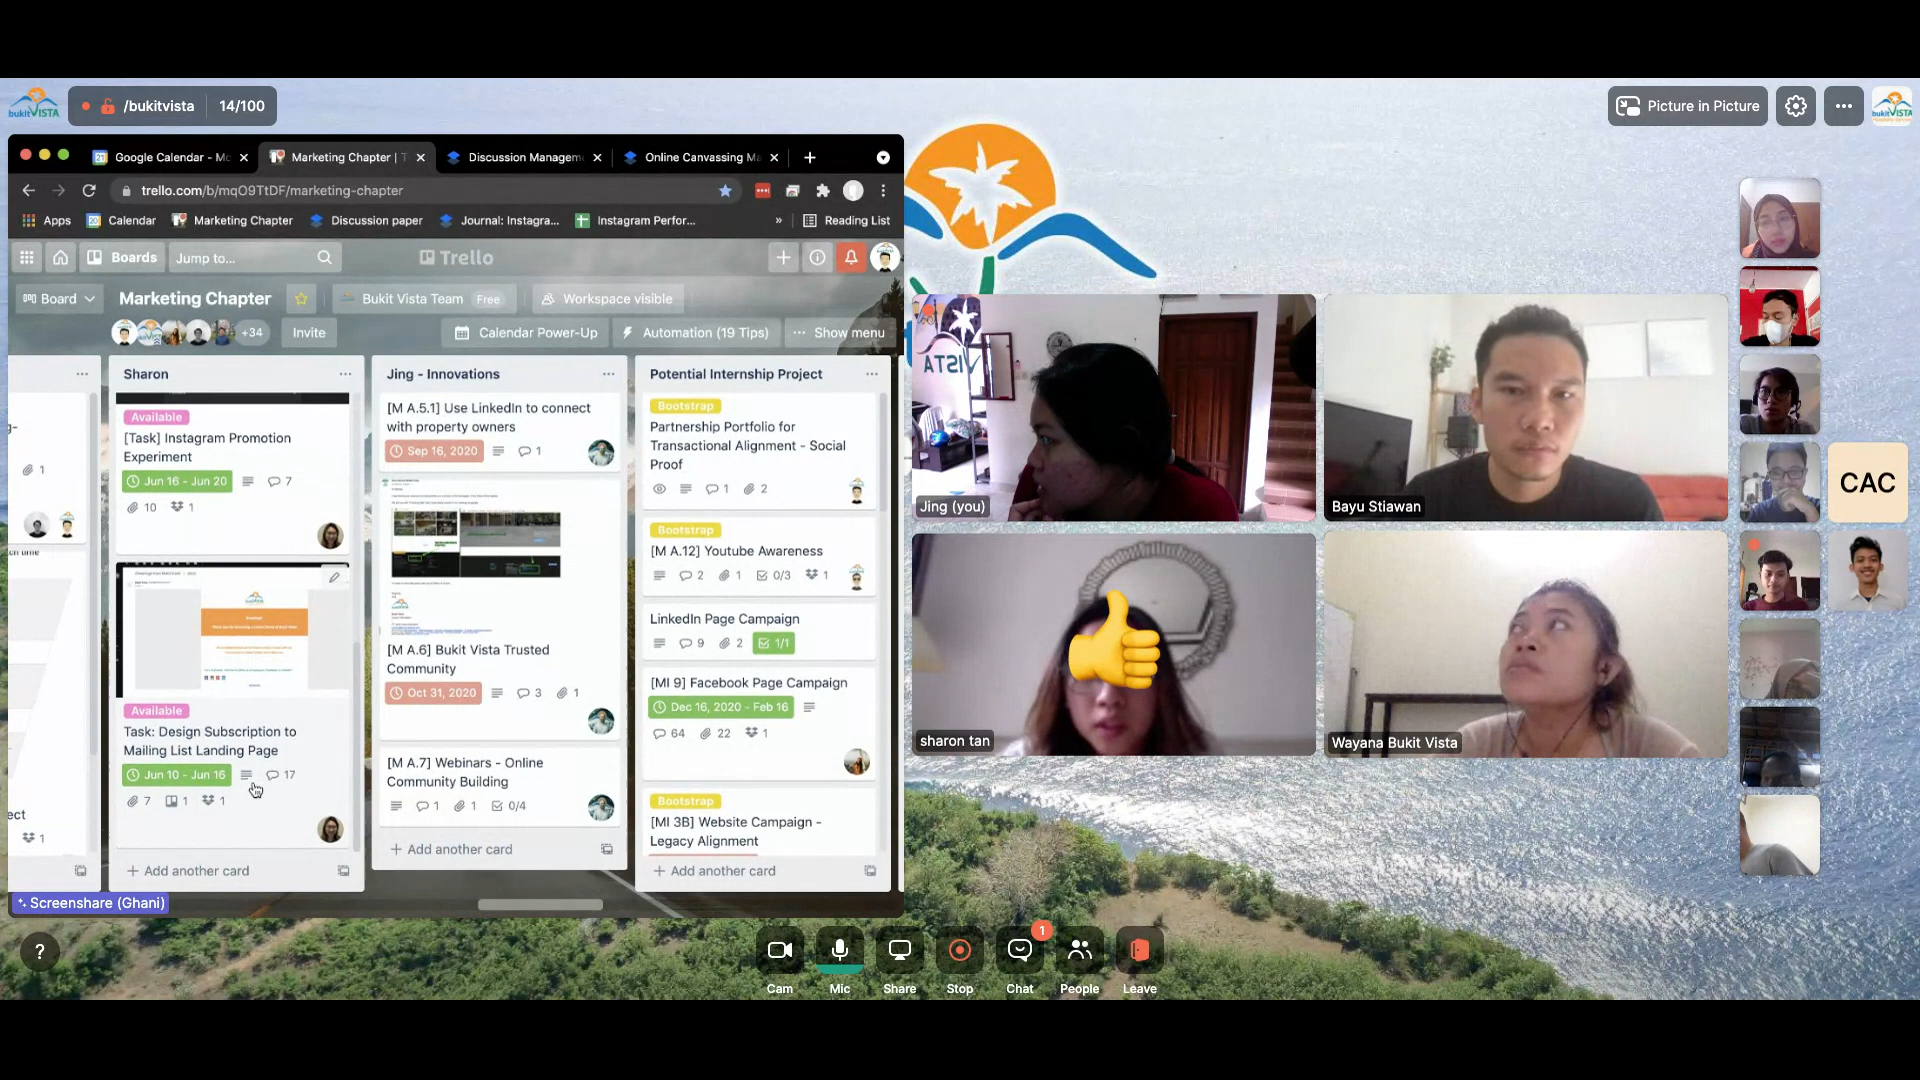 bukitVISTA
/bukitvista
14/100
Picture in Picture
bukitVISTA
Google Calendar - Mo
Marketing Chapter | T
Discussion Managem
Online Canvassing Ma
trello.com/b/mqO9TtDF/marketing-chapter
Apps
Calendar
Marketing Chapter
Discussion paper
Journal: Instagra...
Instagram Perfor...
»
Reading List
Boards
Jump to...
Trello
Board
Marketing Chapter
Bukit Vista Team Free
Workspace visible
+34
Invite
Calendar Power-Up
Automation (19 Tips)
Show menu
1
ch time
ect
1
Sharon
Available
[Task] Instagram Promotion
Experiment
Jun 16 - Jun 20
7
10
1
Available
Task: Design Subscription to
Mailing List Landing Page
Jun 10 - Jun 16
17
7
1
1
+ Add another card
Jing - Innovations
[M A.5.1] Use LinkedIn to connect
with property owners
Sep 16, 2020
1
[M A.6] Bukit Vista Trusted
Community
Oct 31, 2020
3
1
[M A.7] Webinars - Online
Community Building
1
1
0/4
+ Add another card
Potential Internship Project
Bootstrap
Partnership Portfolio for
Transactional Alignment - Social
Proof
1
2
Bootstrap
[M A.12] Youtube Awareness
2
1
0/3
1
LinkedIn Page Campaign
9
2
1/1
[MI 9] Facebook Page Campaign
Dec 16, 2020 - Feb 16
64
22
1
Bootstrap
[MI 3B] Website Campaign -
Legacy Alignment
+ Add another card
Screenshare (Ghani)
VISTA
Jing (you)
Bayu Stiawan
sharon tan
Wayana Bukit Vista
CAC
?
1
Cam
Mic
Share
Stop
Chat
People
Leave